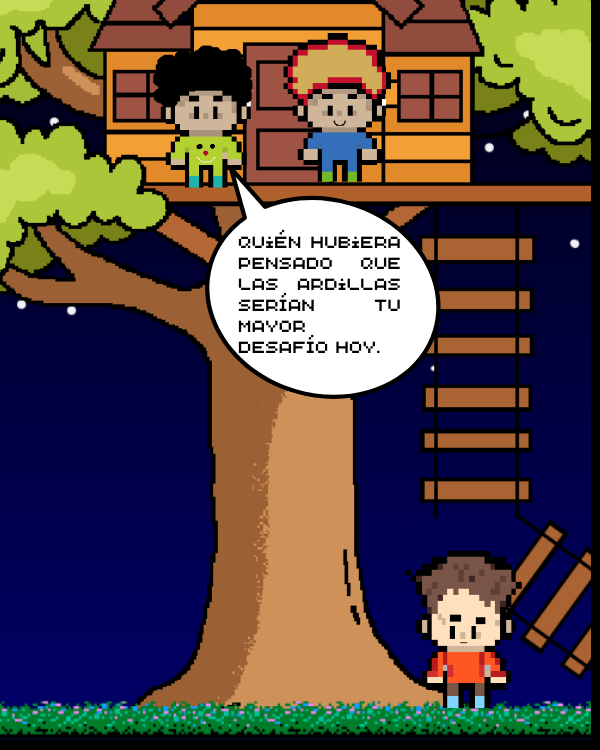 QUiÉN HUBiERA
PENSADO QUE
LAS ARDiLLAS
SERÍAN TU
MAYOR
DESAFÍO HOY.